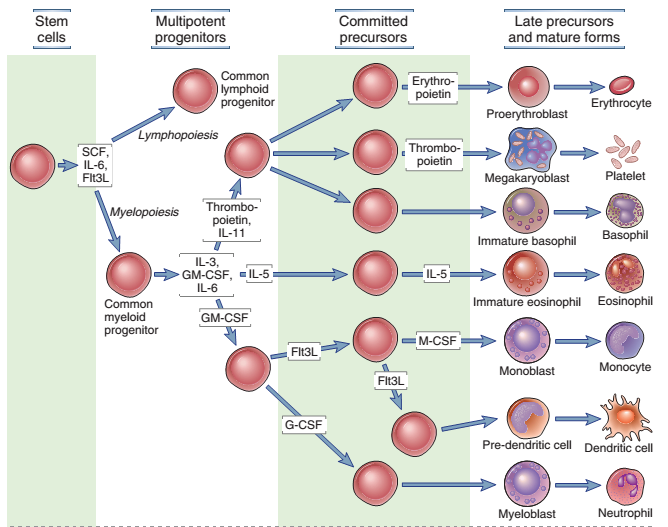 Stem
cells
Multipotent
progenitors
Committed
precursors
Late precursors
and mature forms
Common
lymphoid
progenitor
Lymphopoiesis
SCF,
IL-6,
Flt3L
Myelopoiesis
Common
myeloid
progenitor
Thrombo-
poietin,
IL-11
IL-3,
GM-CSF,
IL-6
IL-5
GM-CSF
Flt3L
G-CSF
Flt3L
Erythro-
poietin
Thrombo-
poietin
IL-5
M-CSF
Proerythroblast
Erythrocyte
Megakaryoblast
Platelet
Immature basophil
Basophil
Immature eosinophil
Eosinophil
Monoblast
Monocyte
Pre-dendritic cell
Dendritic cell
Myeloblast
Neutrophil